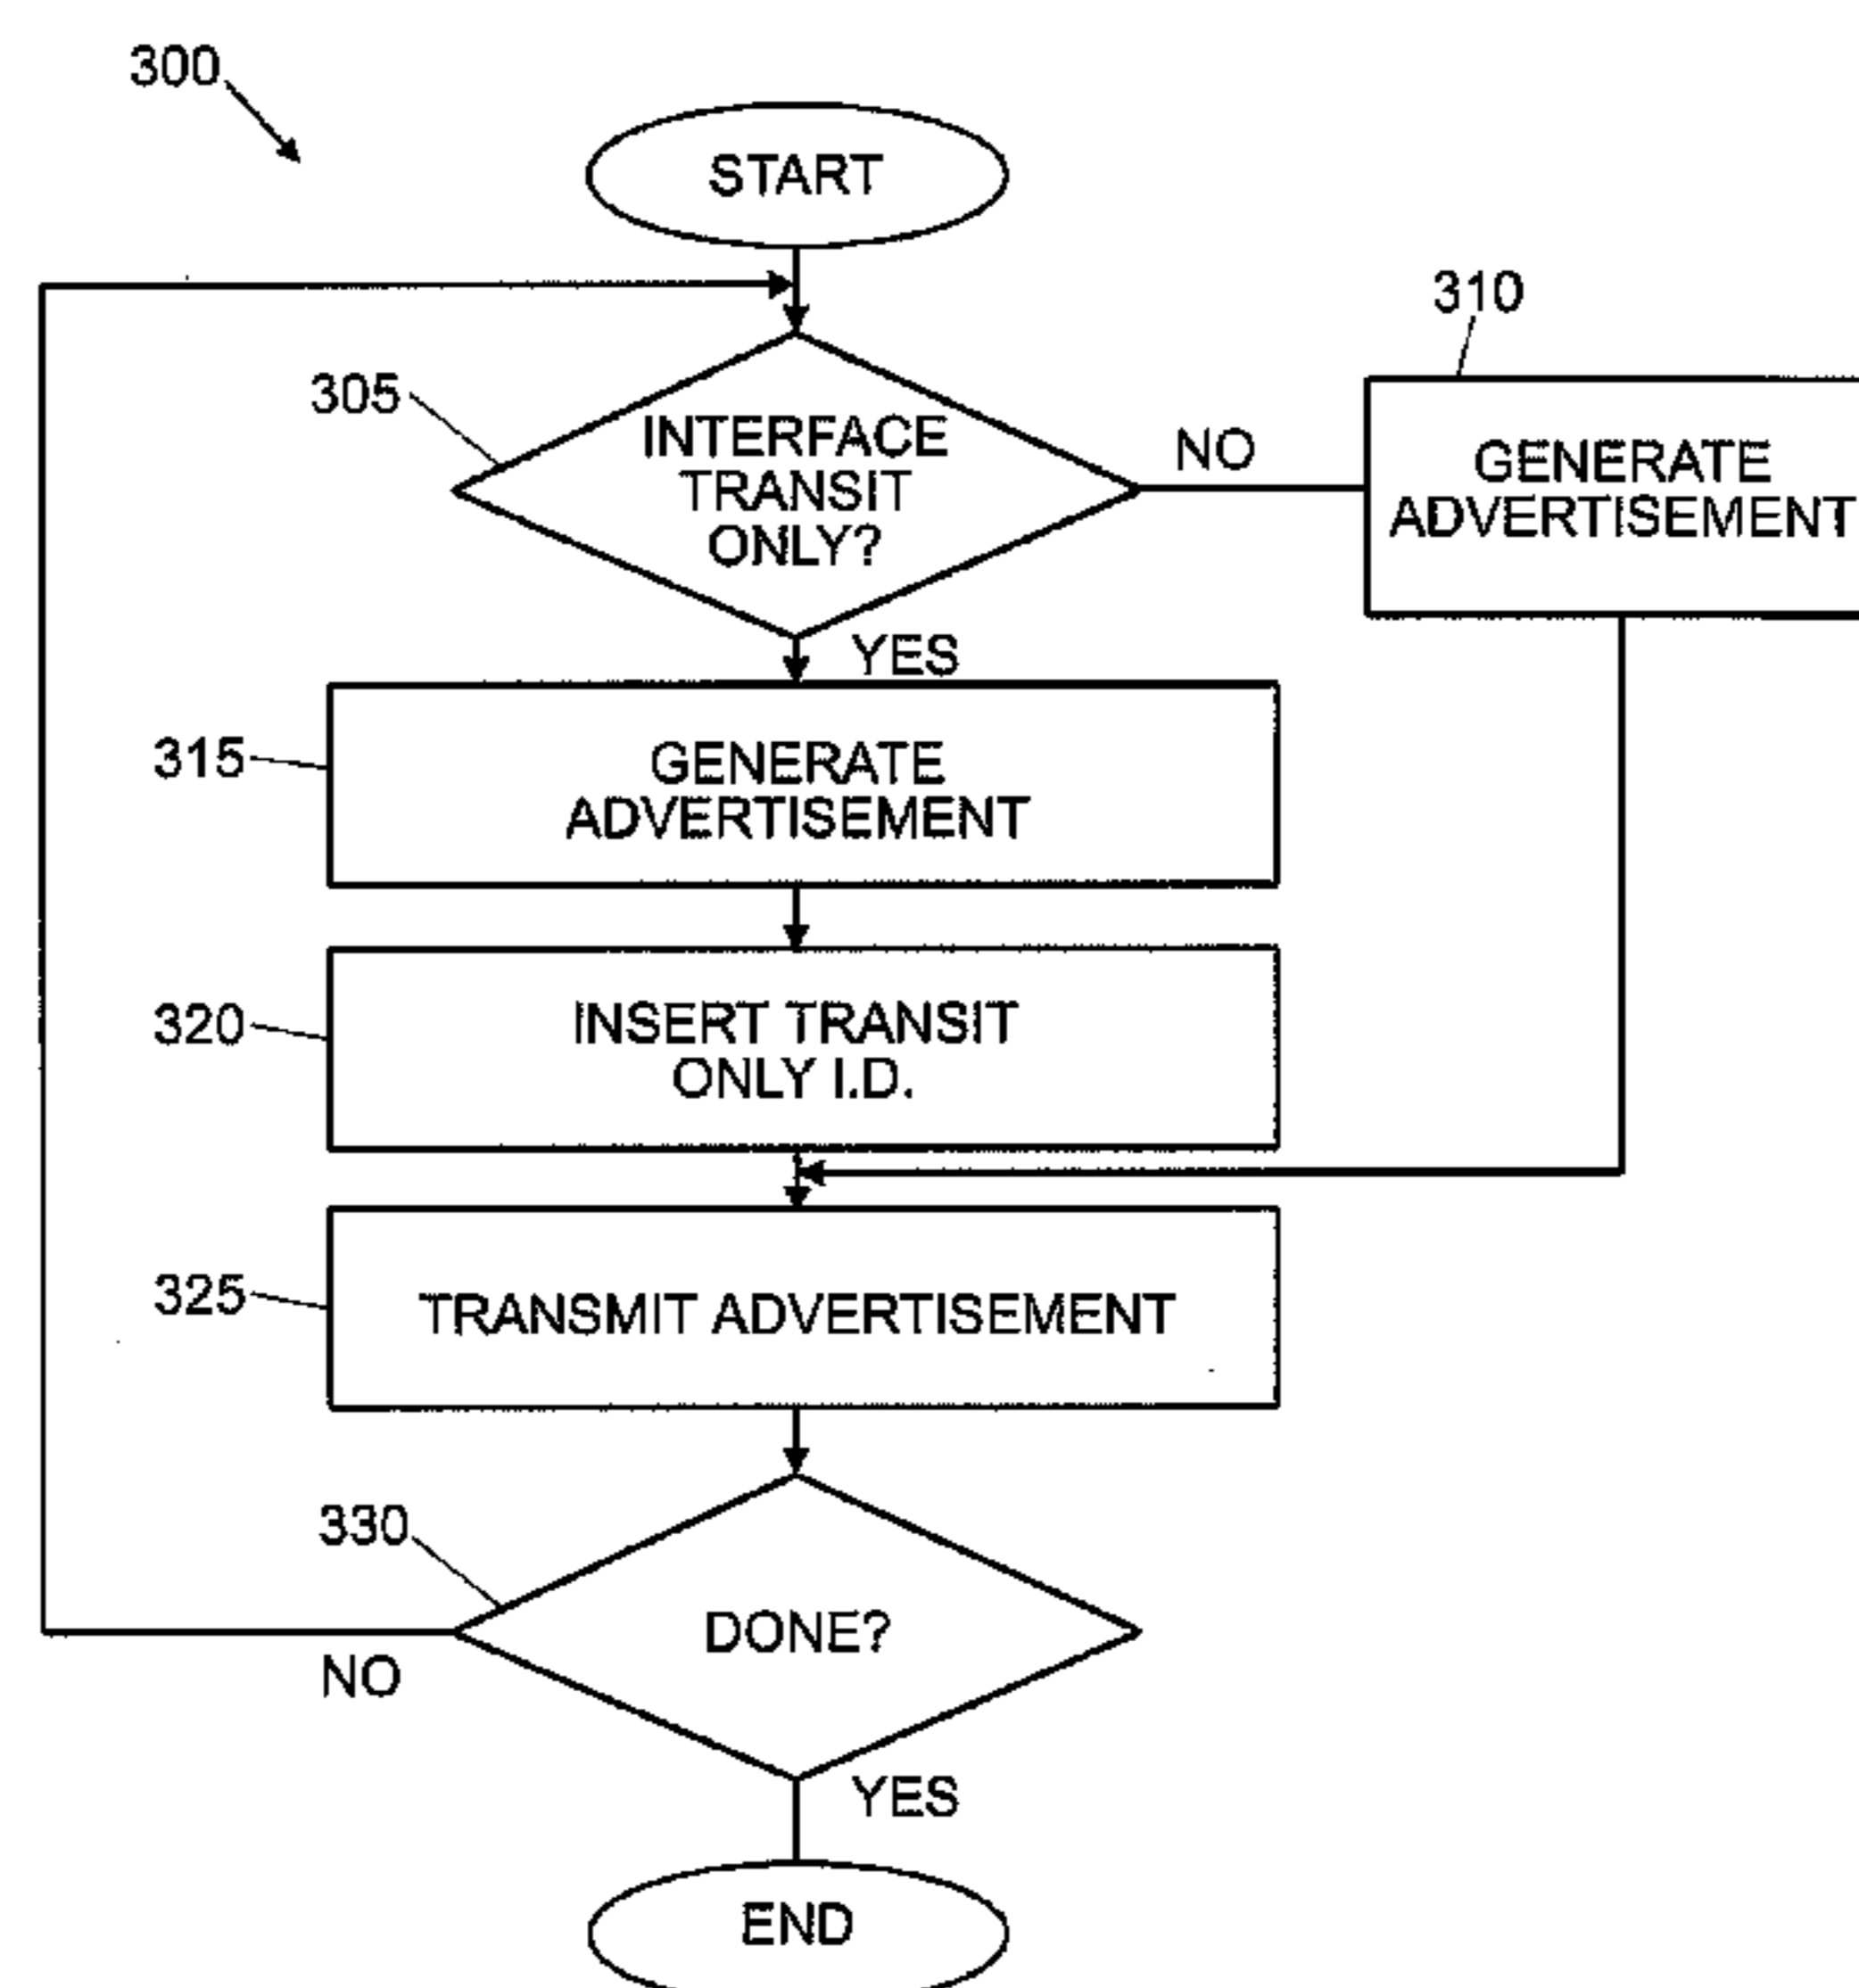 300
START
310
305
INTERFACE
TRANSIT
ONLY?
NO
GENERATE
ADVERTISEMENT
YES
315
GENERATE
ADVERTISEMENT
320
INSERT TRANSIT
ONLY I.D.
325
TRANSMIT ADVERTISEMENT
330
DONE?
NO
YES
END